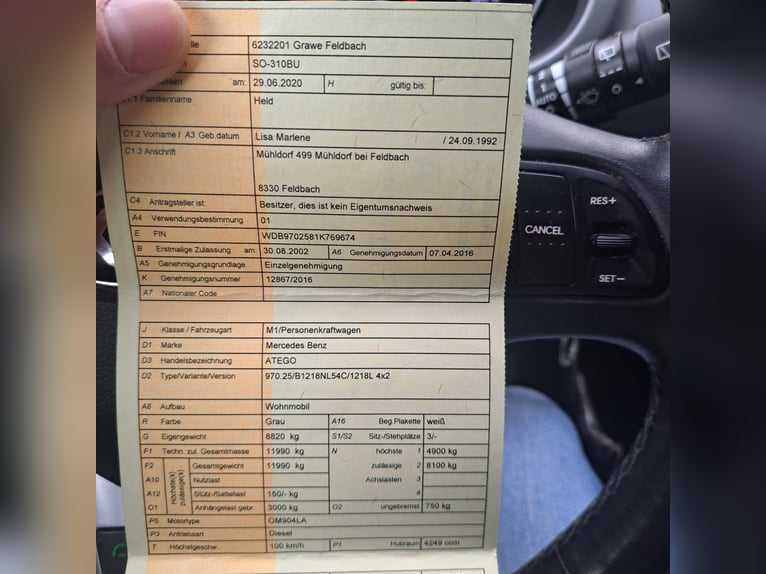 lle 6232201 Grawe Feldbach
SO-310BU
ssen am: 29.06.2020 H gültig bis:
C1.1 Familienname Held
C1.2 Vorname / A3 Geb.datum Lisa Marlene / 24.09.1992
C1.3 Anschrift Mühldorf 499 Mühldorf bei Feldbach
8330 Feldbach
C4 Antragsteller ist: Besitzer, dies ist kein Eigentumsnachweis
A4 Verwendungsbestimmung 01
E FIN WDB9702581K769674
B Erstmalige Zulassung am: 30.08.2002 A6 Genehmigungsdatum 07.04.2016
A5 Genehmigungsgrundlage Einzelgenehmigung
K Genehmigungsnummer 12867/2016
A7 Nationaler Code
J Klasse / Fahrzeugart M1/Personenkraftwagen
D1 Marke Mercedes Benz
D3 Handelsbezeichnung ATEGO
D2 Type/Variante/Version 970.25/B1218NL54C/1218L 4x2
A8 Aufbau Wohnmobil
R Farbe Grau A16 Beg.Plakette weiß
G Eigengewicht 8820 kg S1/S2 Sitz-/Stehplätze 3/-
F1 Techn. zul. Gesamtmasse 11990 kg N höchste 1 4900 kg
F2 Höchste(s) zulässige(s) Gesamtgewicht 11990 kg zulässige 2 8100 kg
A10 Nutzlast Achslasten 3
A12 Stütz-/Sattellast 150/- kg 4
O1 Anhängelast gebr. 3000 kg O2 ungebremst 750 kg
P5 Motortype OM904LA
P3 Antriebsart Diesel
T Höchstgeschw. 100 km/h P1 Hubraum 4249 ccm
AUTO
RES+
CANCEL
SET−